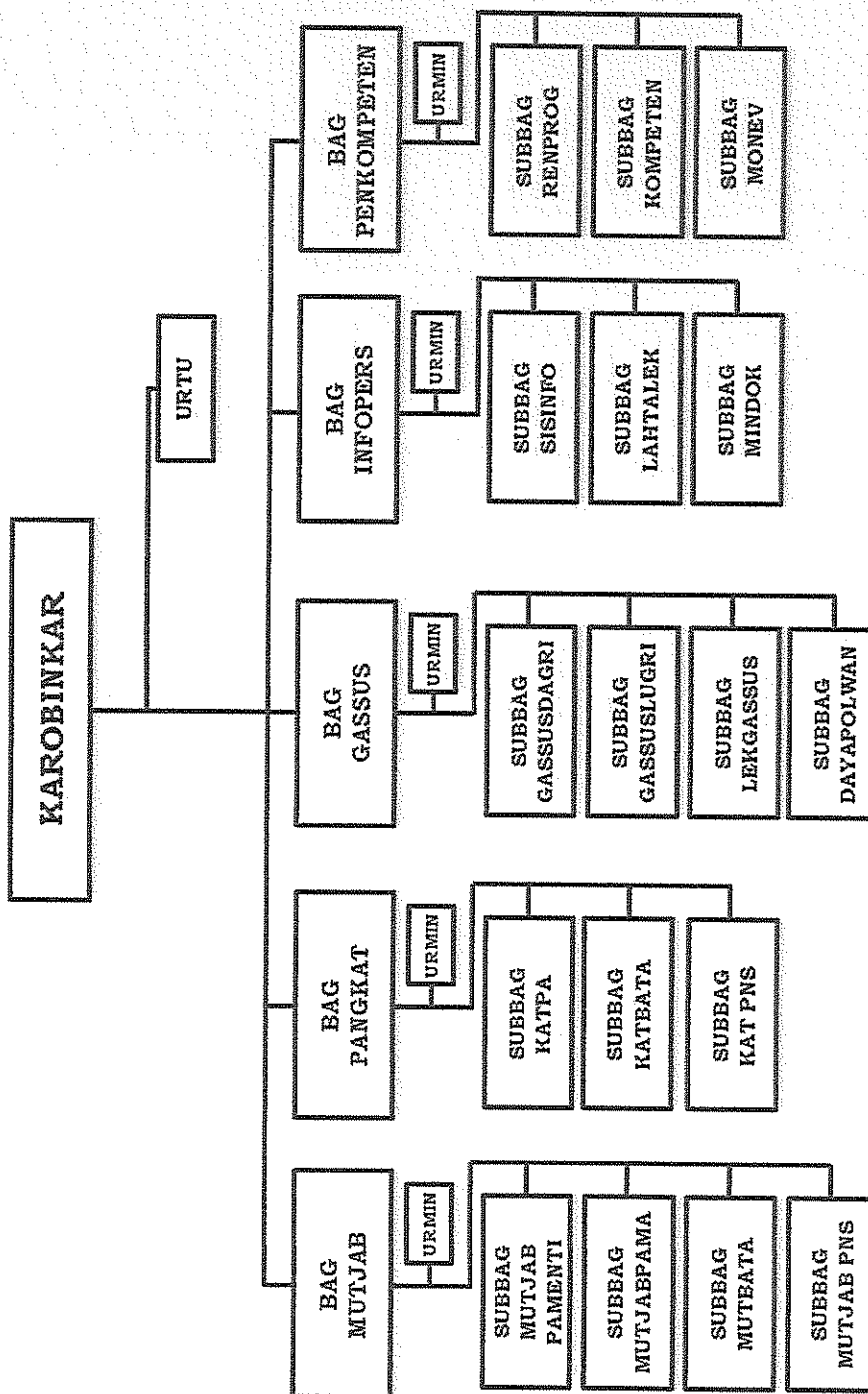 KAROBINKAR
URTU
BAG
MUTJAB
URMIN
SUBBAG
MUTJAB
PAMENTI
SUBBAG
MUTJABPAMA
SUBBAG
MUTBATA
SUBBAG
MUTJAB PNS
BAG
PANGKAT
URMIN
SUBBAG
KATPA
SUBBAG
KATBATA
SUBBAG
KAT PNS
BAG
GASSUS
URMIN
SUBBAG
GASSUSDAGRI
SUBBAG
GASSUSLUGRI
SUBBAG
LEKGASSUS
SUBBAG
DAYAPOLWAN
BAG
INFOPERS
URMIN
SUBBAG
SISINFO
SUBBAG
LAHTALEK
SUBBAG
MINDOK
BAG
PENKOMPETEN
URMIN
SUBBAG
RENPROG
SUBBAG
KOMPETEN
SUBBAG
MONEV